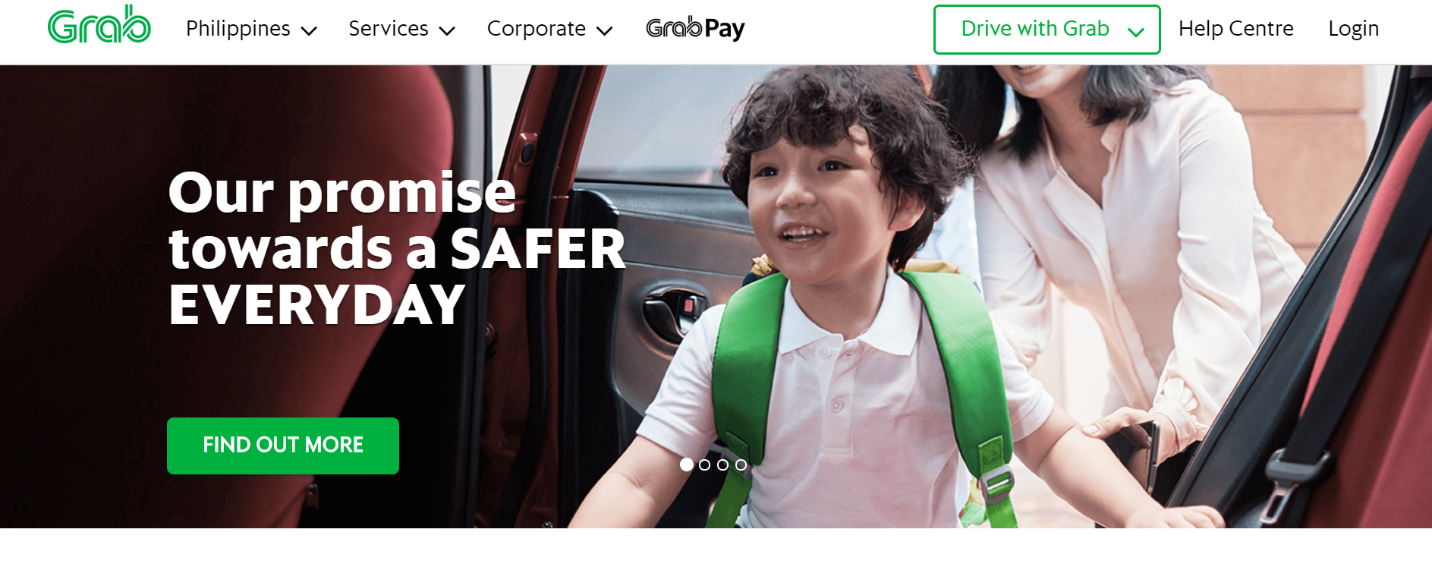 Grab
Philippines
Services
Corporate
GrabPay
Drive with Grab
Help Centre
Login
Our promise
towards a SAFER
EVERYDAY
FIND OUT MORE